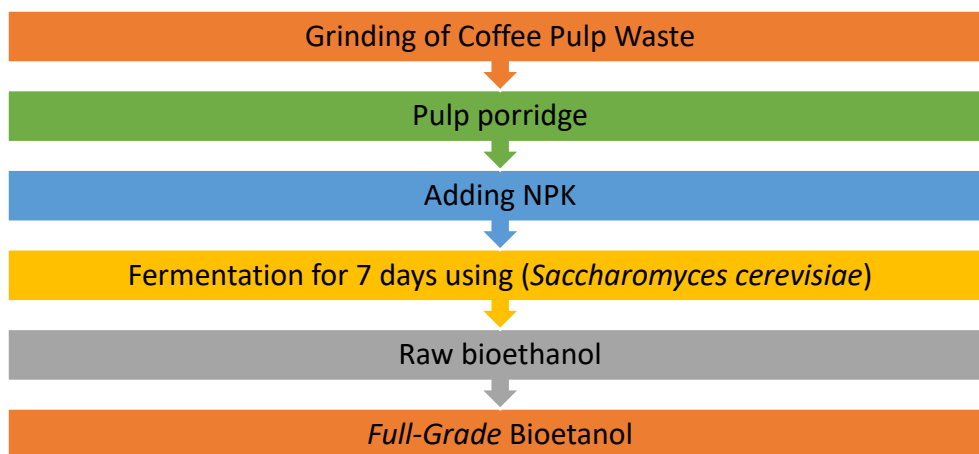 Grinding of Coffee Pulp Waste
Pulp porridge
Adding NPK
Fermentation for 7 days using (Saccharomyces cerevisiae)
Raw bioethanol
Full-Grade Bioetanol